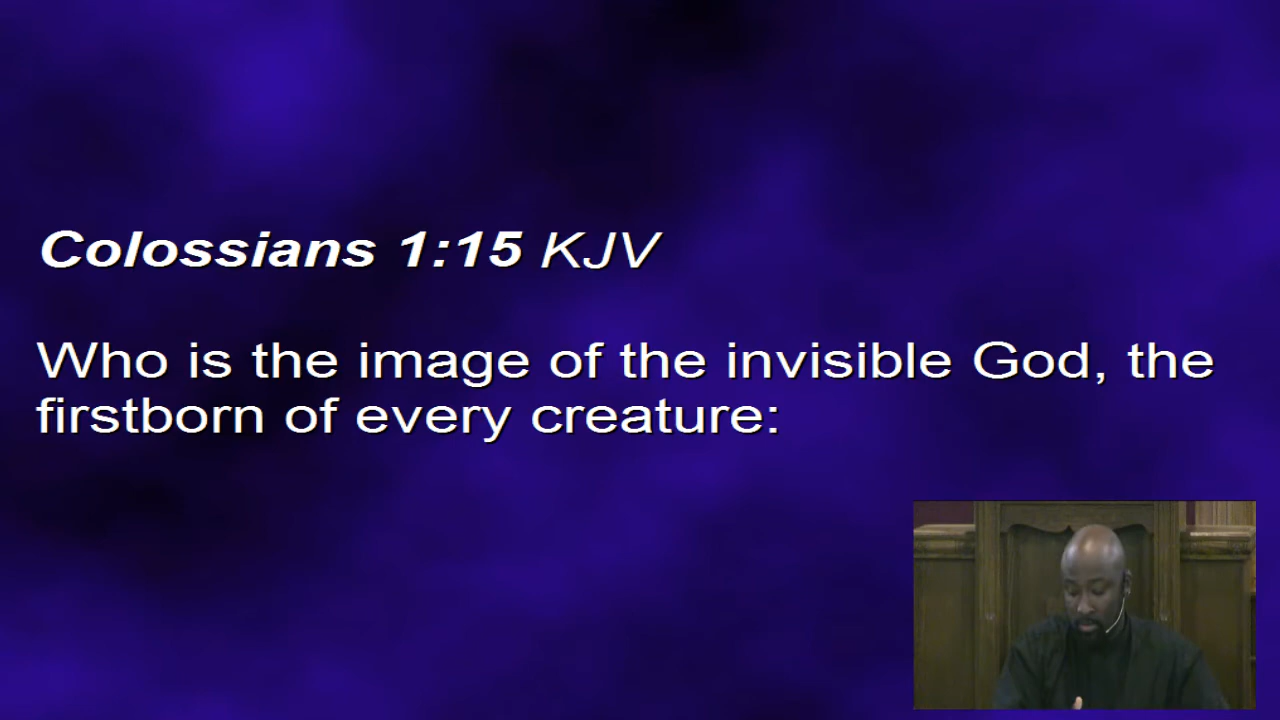 Colossians 1:15 KJV
Who is the image of the invisible God, the
firstborn of every creature: